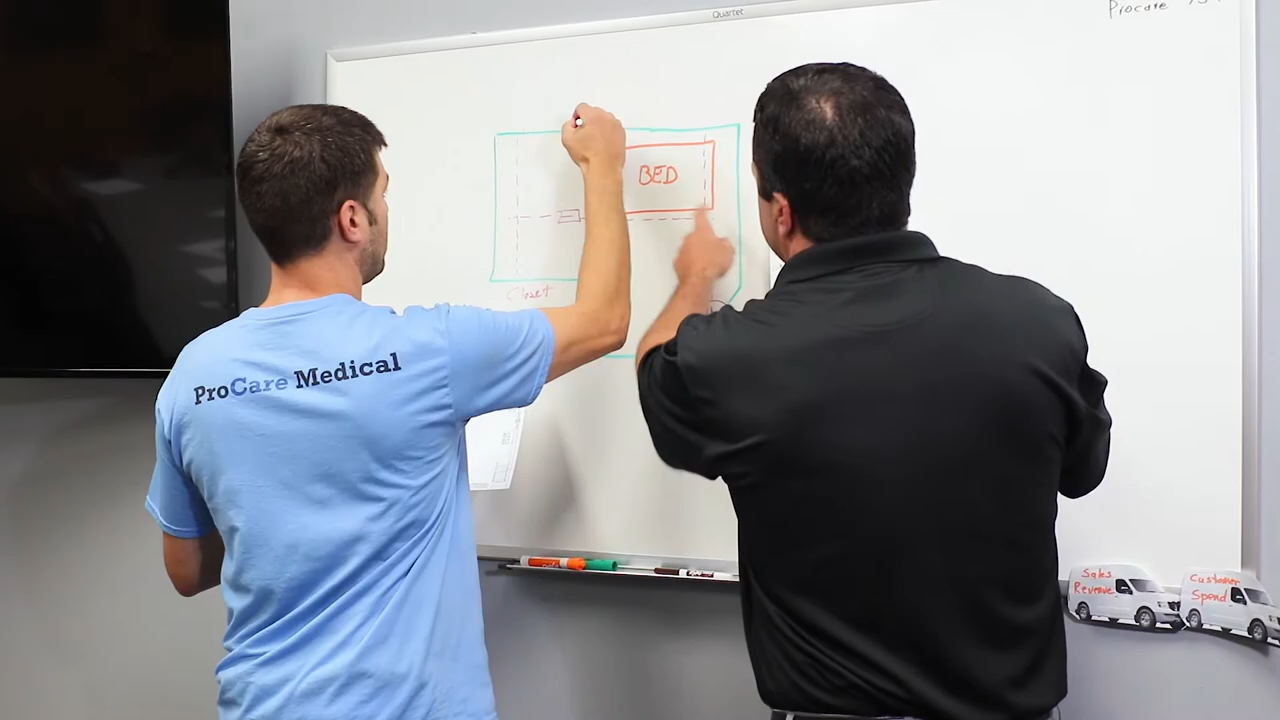 Quartet
Procare
BED
Closet
ProCare Medical
Sales
Revenue
Customer
Spend